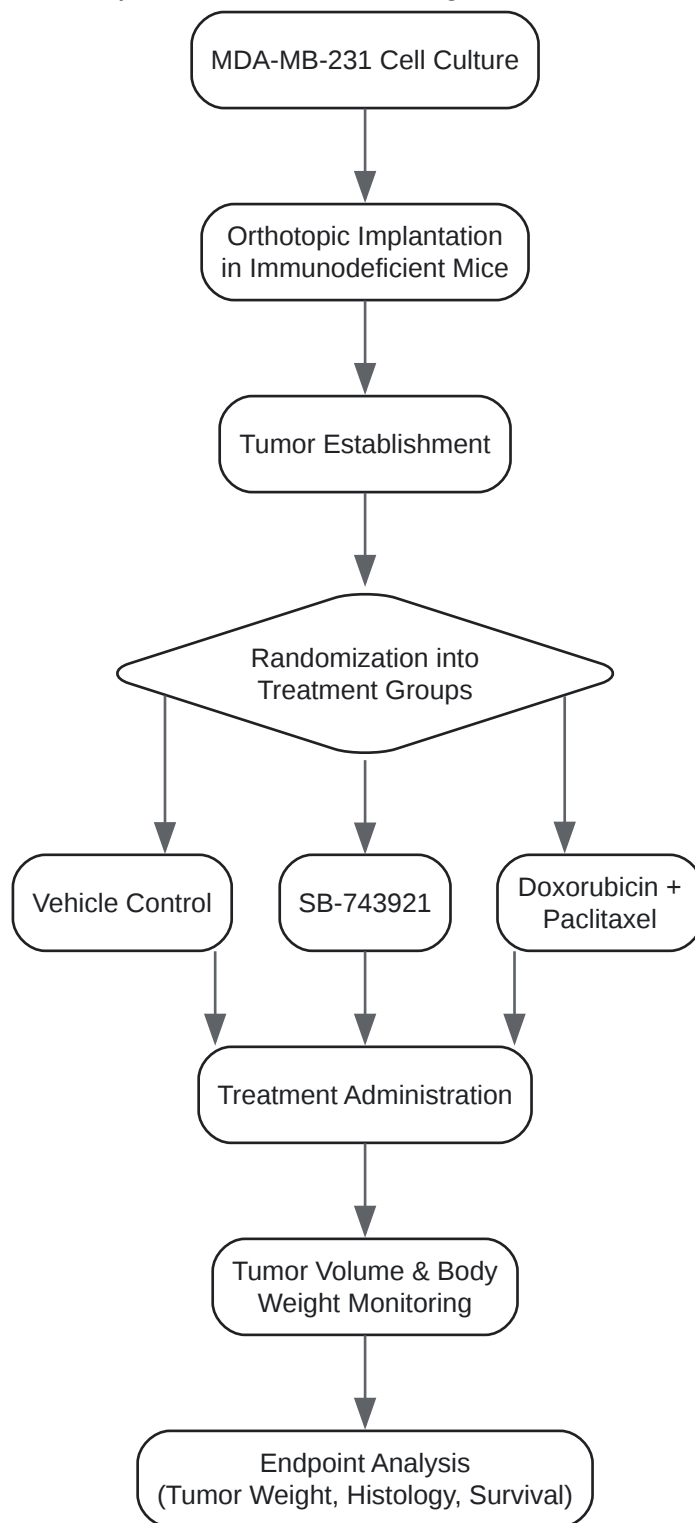 MDA-MB-231 Cell Culture
Orthotopic Implantation
in Immunodeficient Mice
Tumor Establishment
Randomization into
Treatment Groups
Vehicle Control
SB-743921
Doxorubicin +
Paclitaxel
Treatment Administration
Tumor Volume & Body
Weight Monitoring
Endpoint Analysis
(Tumor Weight, Histology, Survival)